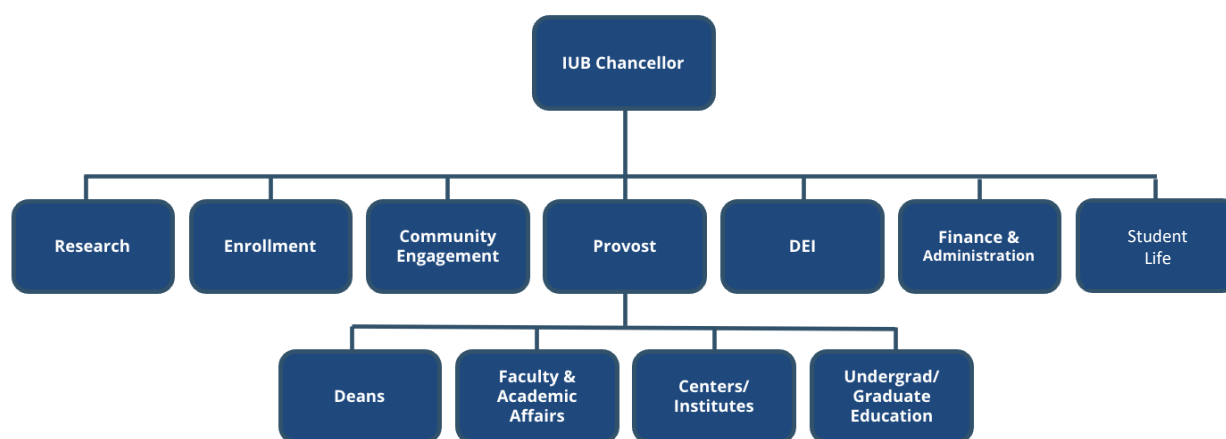 IUB Chancellor
Research
Enrollment
Community
Engagement
Provost
DEI
Finance &
Administration
Student
Life
Deans
Faculty &
Academic
Affairs
Centers/
Institutes
Undergrad/
Graduate
Education